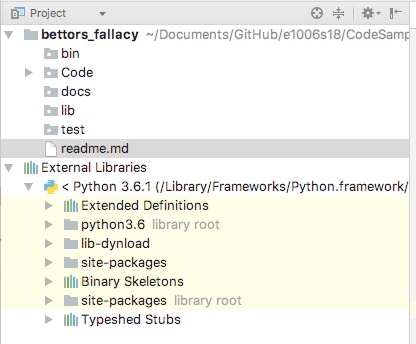 Project
bettors_fallacy ~/Documents/GitHub/e1006s18/CodeSamp
bin
Code
docs
lib
test
readme.md
External Libraries
< Python 3.6.1 (/Library/Frameworks/Python.framework/
Extended Definitions
python3.6 library root
lib-dynload
site-packages
Binary Skeletons
site-packages library root
Typeshed Stubs